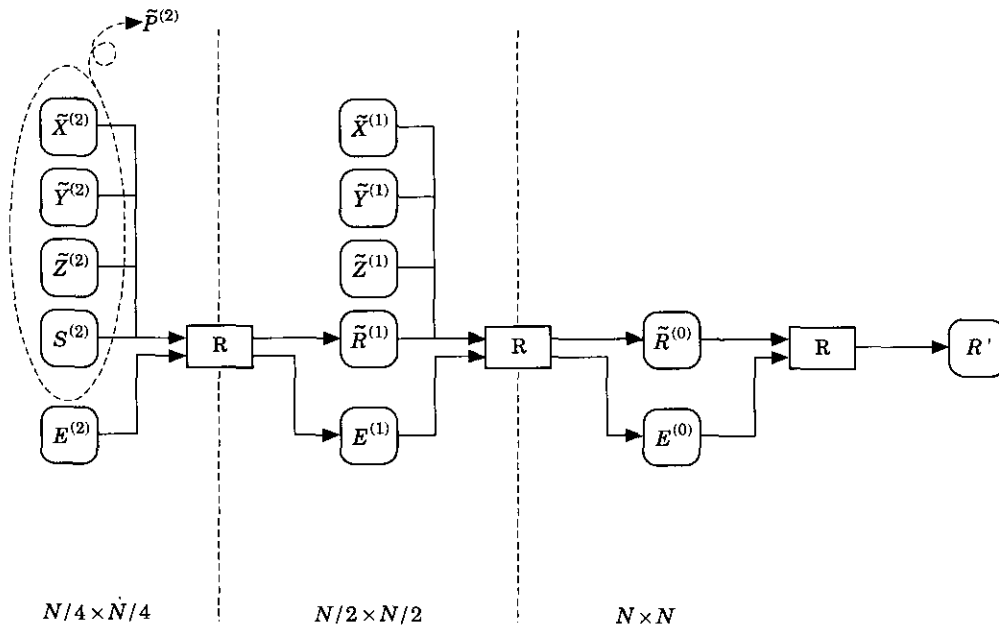 P̃⁽²⁾
X̃⁽²⁾ X̃⁽¹⁾
Ỹ⁽²⁾ Ỹ⁽¹⁾
Z̃⁽²⁾ Z̃⁽¹⁾
S⁽²⁾ R R̃⁽¹⁾ R R̃⁽⁰⁾ R R'
E⁽²⁾ E⁽¹⁾ E⁽⁰⁾
N/4×N/4 N/2×N/2 N×N